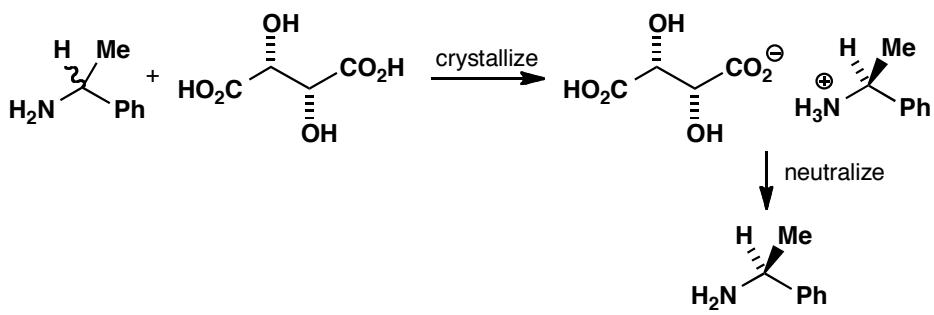 H Me
H₂N Ph
+
OH
HO₂C CO₂H
OH
crystallize
OH
HO₂C CO₂⊖
OH
H Me
⊕
H₃N Ph
neutralize
H Me
H₂N Ph